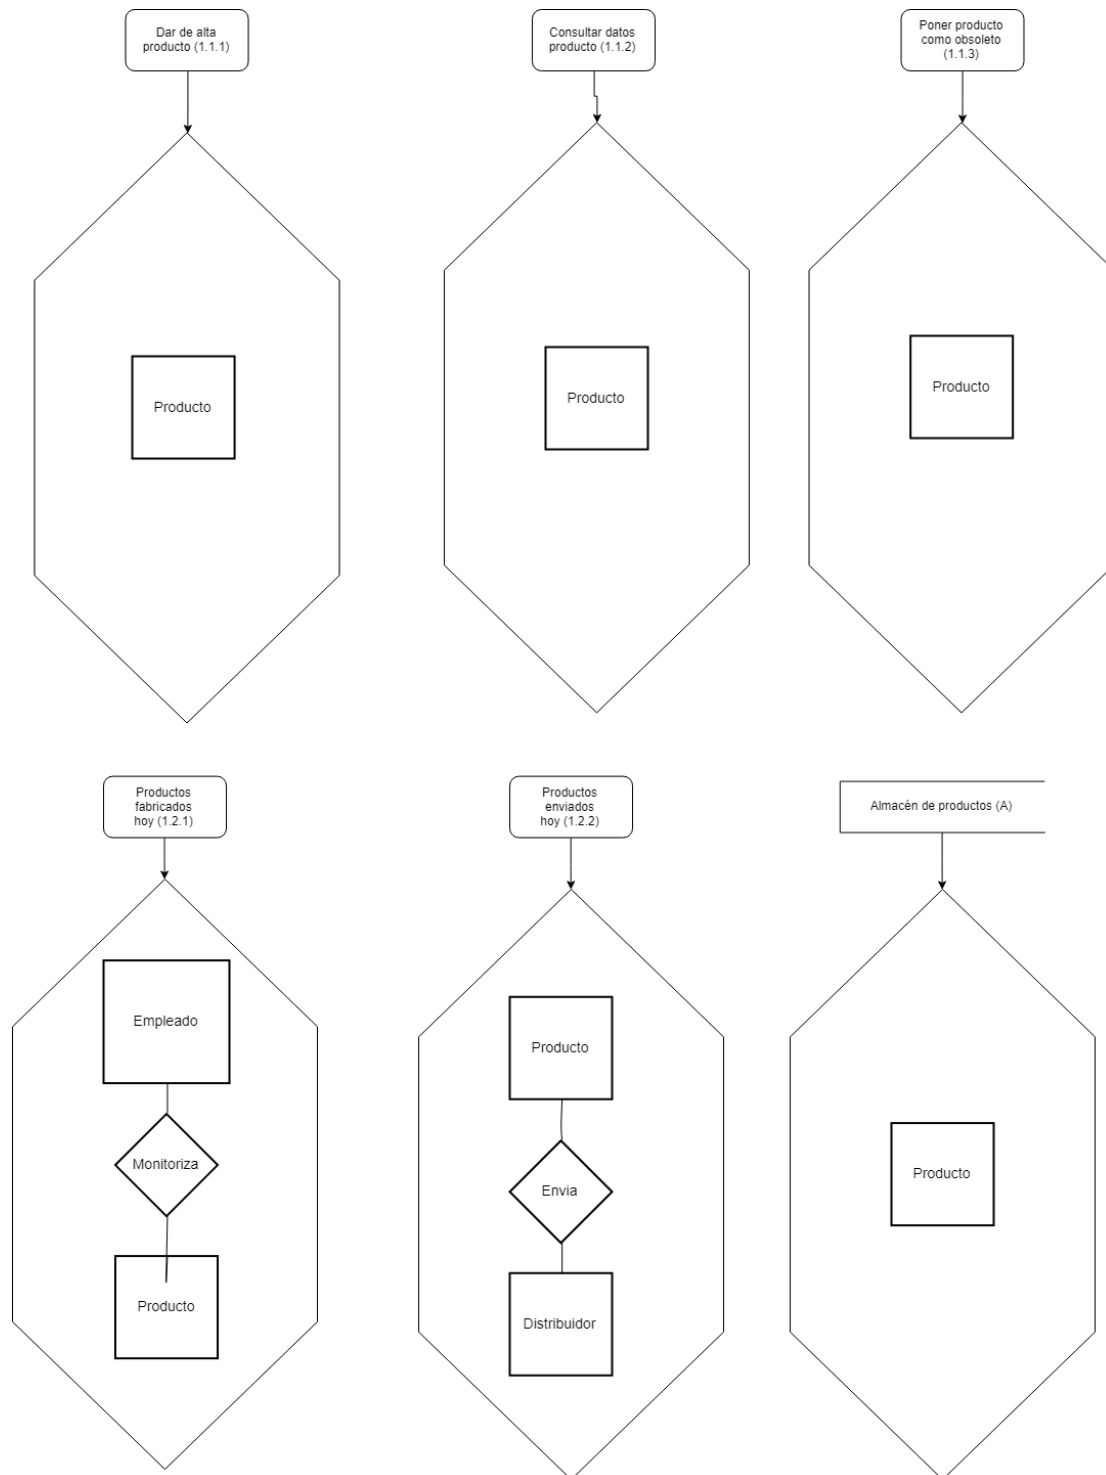 Dar de alta
producto (1.1.1)
Consultar datos
producto (1.1.2)
Poner producto
como obsoleto
(1.1.3)
Producto
Producto
Producto
Productos
fabricados
hoy (1.2.1)
Productos
enviados
hoy (1.2.2)
Almacén de productos (A)
Empleado
Monitoriza
Producto
Producto
Envia
Distribuidor
Producto